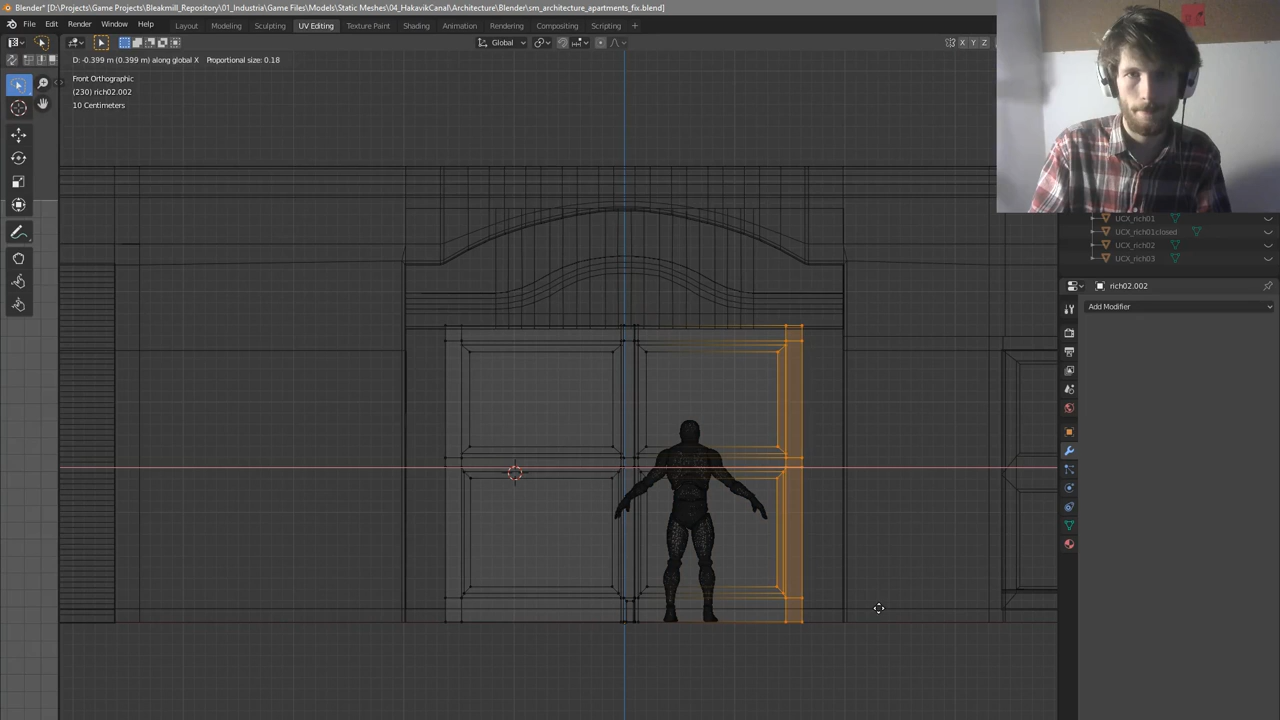 Blender* [D:\Projects\Game Projects\Bleakmill_Repository\01_Industria\Game Files\Models\Static Meshes\04_HakavikCanal\Architecture\Blender\sm_architecture_apartments_fix.blend]
File Edit Render Window Help Layout Modeling Sculpting UV Editing Texture Paint Shading Animation Rendering Compositing Scripting +
Global X Y Z
D: -0.399 m (0.399 m) along global X Proportional size: 0.18
Front Orthographic
(230) rich02.002
10 Centimeters
UCX_rich01
UCX_rich01closed
UCX_rich02
UCX_rich03
rich02.002
Add Modifier